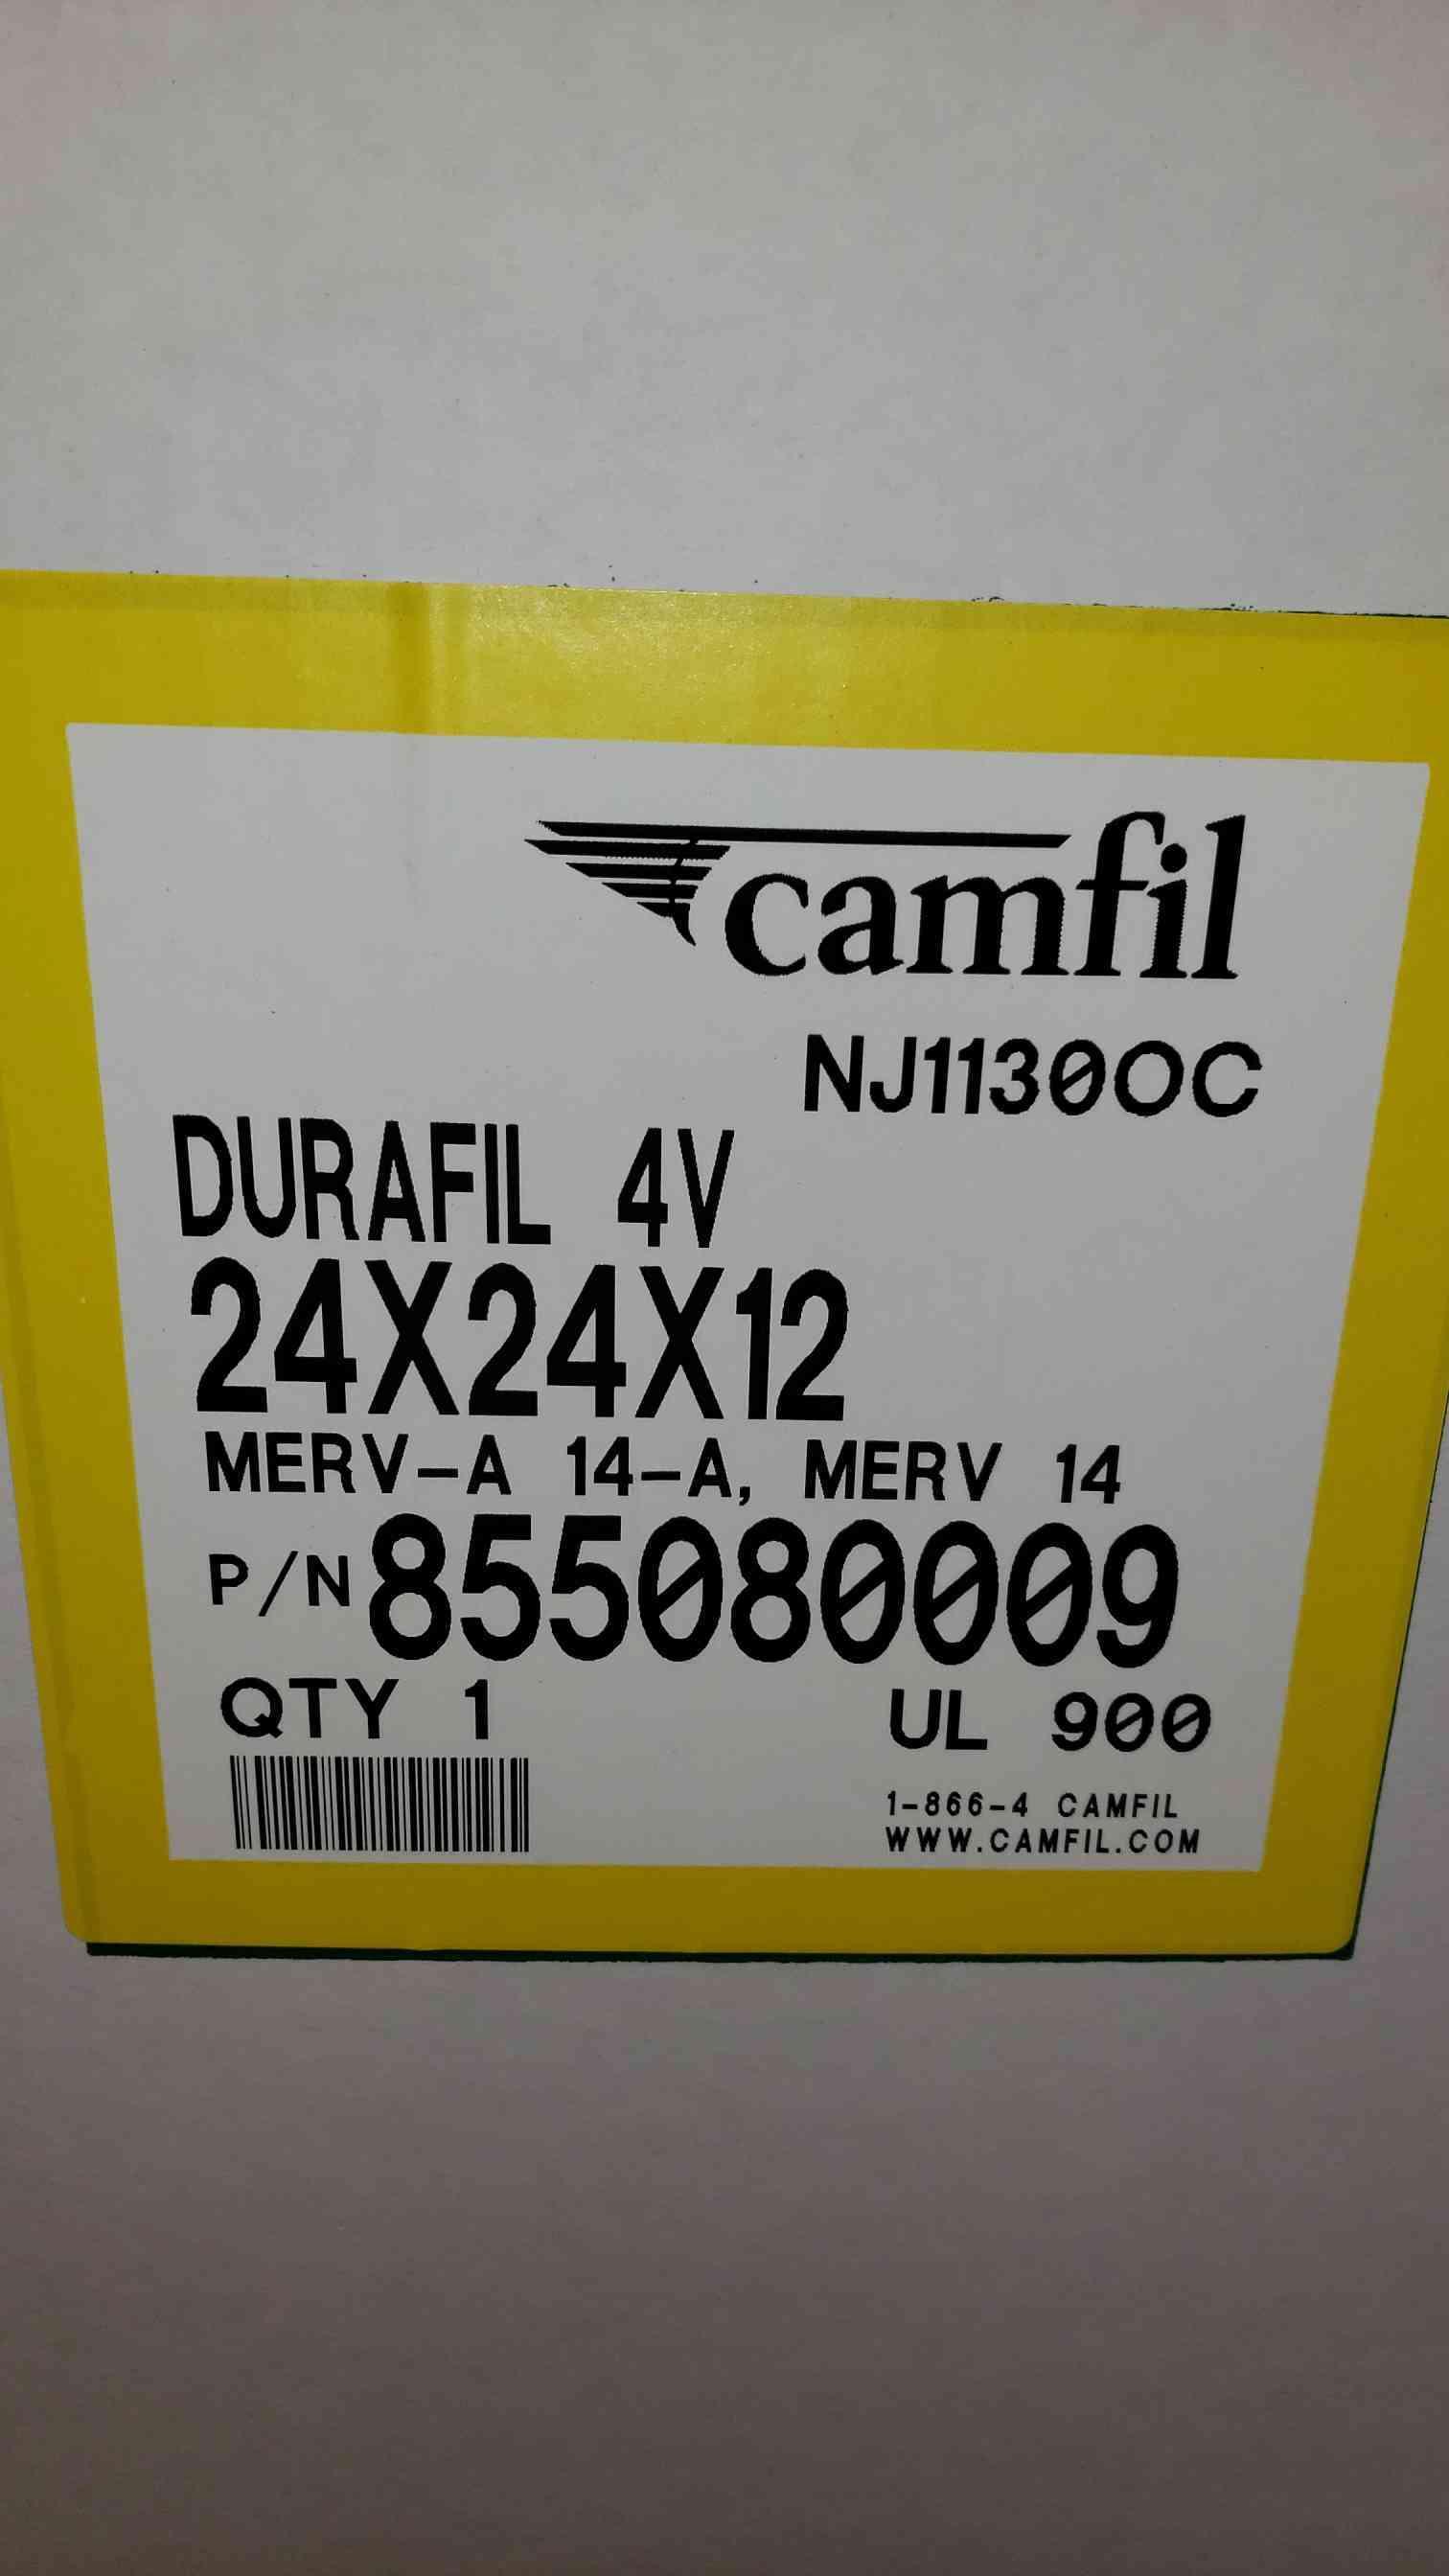 camfil
NJ1130OC
DURAFIL 4V
24X24X12
MERV-A 14-A, MERV 14
P/N 855080009
QTY 1 UL 900
1-866-4 CAMFIL
WWW.CAMFIL.COM